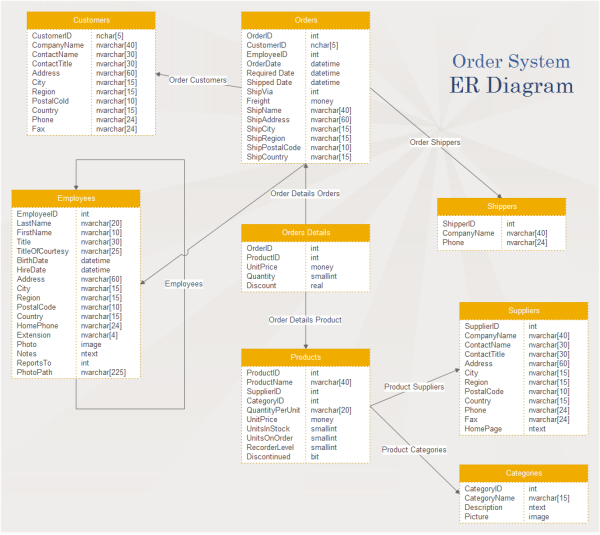 Order System
ER Diagram
Customers
CustomerID nchar[5]
CompanyName nvarchar[40]
ContactName nvarchar[30]
ContactTitle nvarchar[30]
Address nvarchar[60]
City nvarchar[15]
Region nvarchar[15]
PostalCold nvarchar[10]
Country nvarchar[15]
Phone nvarchar[24]
Fax nvarchar[24]
Order Customers
Orders
OrderID int
CustomerID nchar[5]
EmployeeID int
OrderDate datetime
Required Date datetime
Shipped Date datetime
ShipVia int
Freight money
ShipName nvarchar[40]
ShipAddress nvarchar[60]
ShipCity nvarchar[15]
ShipRegion nvarchar[15]
ShipPostalCode nvarchar[10]
ShipCountry nvarchar[15]
Order Shippers
Order Details Orders
Employees
EmployeeID int
LastName nvarchar[20]
FirstName nvarchar[10]
Title nvarchar[30]
TitleOfCourtesy nvarchar[25]
BirthDate datetime
HireDate datetime
Address nvarchar[60]
City nvarchar[15]
Region nvarchar[15]
PostalCode nvarchar[10]
Country nvarchar[15]
HomePhone nvarchar[24]
Extension nvarchar[4]
Photo image
Notes ntext
ReportsTo int
PhotoPath nvarchar[225]
Employees
Orders Details
OrderID int
ProductID int
UnitPrice money
Quantity smallint
Discount real
Order Details Product
Shippers
ShipperID int
CompanyName nvarchar[40]
Phone nvarchar[24]
Products
ProductID int
ProductName nvarchar[40]
SupplierID int
CategoryID int
QuantityPerUnit nvarchar[20]
UnitPrice money
UnitsInStock smallint
UnitsOnOrder smallint
RecorderLevel smallint
Discontinued bit
Product Suppliers
Product Categories
Suppliers
SupplierID int
CompanyName nvarchar[40]
ContactName nvarchar[30]
ContactTitle nvarchar[30]
Address nvarchar[60]
City nvarchar[15]
Region nvarchar[15]
PostalCode nvarchar[10]
Country nvarchar[15]
Phone nvarchar[24]
Fax nvarchar[24]
HomePage ntext
Categories
CategoryID int
CategoryName nvarchar[15]
Description ntext
Picture image